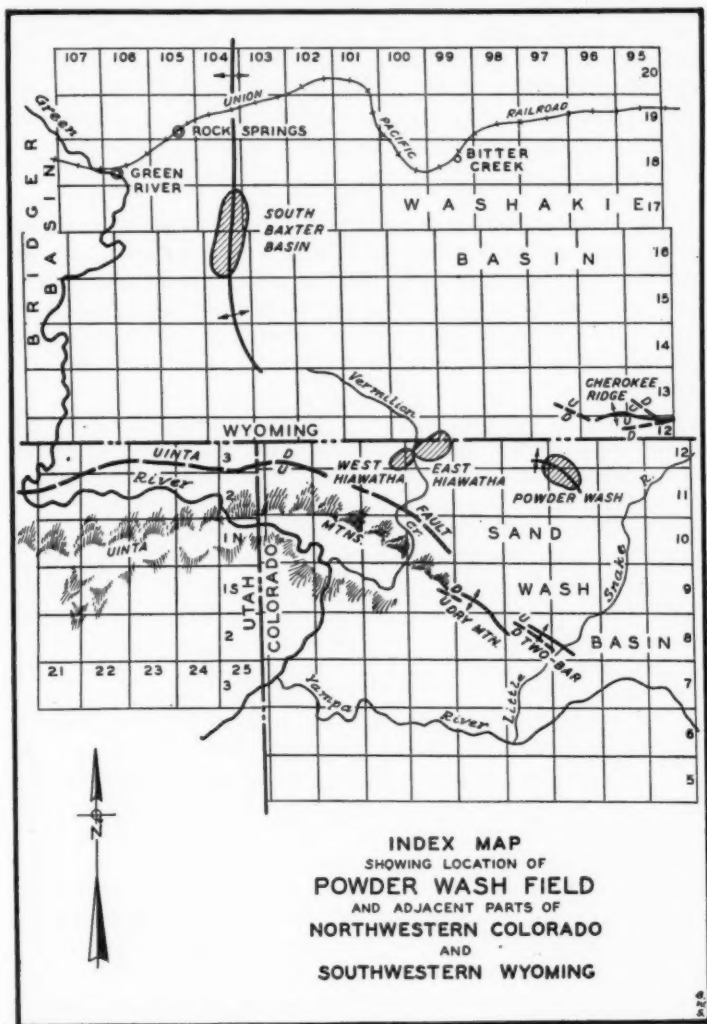 107 106 105 104 103 102 101 100 99 98 97 96 95
20
Green
UNION
RAILROAD
19
ROCK SPRINGS
PACIFIC
18
BITTER
CREEK
GREEN
RIVER
BRIDGER
BASIN
SOUTH
BAXTER
BASIN
WASHAKIE
17
BASIN
16
15
14
Vermilion
13
CHEROKEE
RIDGE
U D
U
D
D
12
WYOMING
UINTA
3
D
U
WEST
HIAWATHA
EAST
HIAWATHA
12
POWDER WASH
11
River
2
FAULT
R.
MTNS.
Cr.
SAND
10
UINTA
1N
WASH
9
1S
Snake
UTAH
COLORADO
D
U DRY MTN.
U
D TWO-BAR
2
BASIN
8
21 22 23 24 25
3
7
Yampa
River
Little
6
5
N
INDEX MAP
SHOWING LOCATION OF
POWDER WASH FIELD
AND ADJACENT PARTS OF
NORTHWESTERN COLORADO
AND
SOUTHWESTERN WYOMING